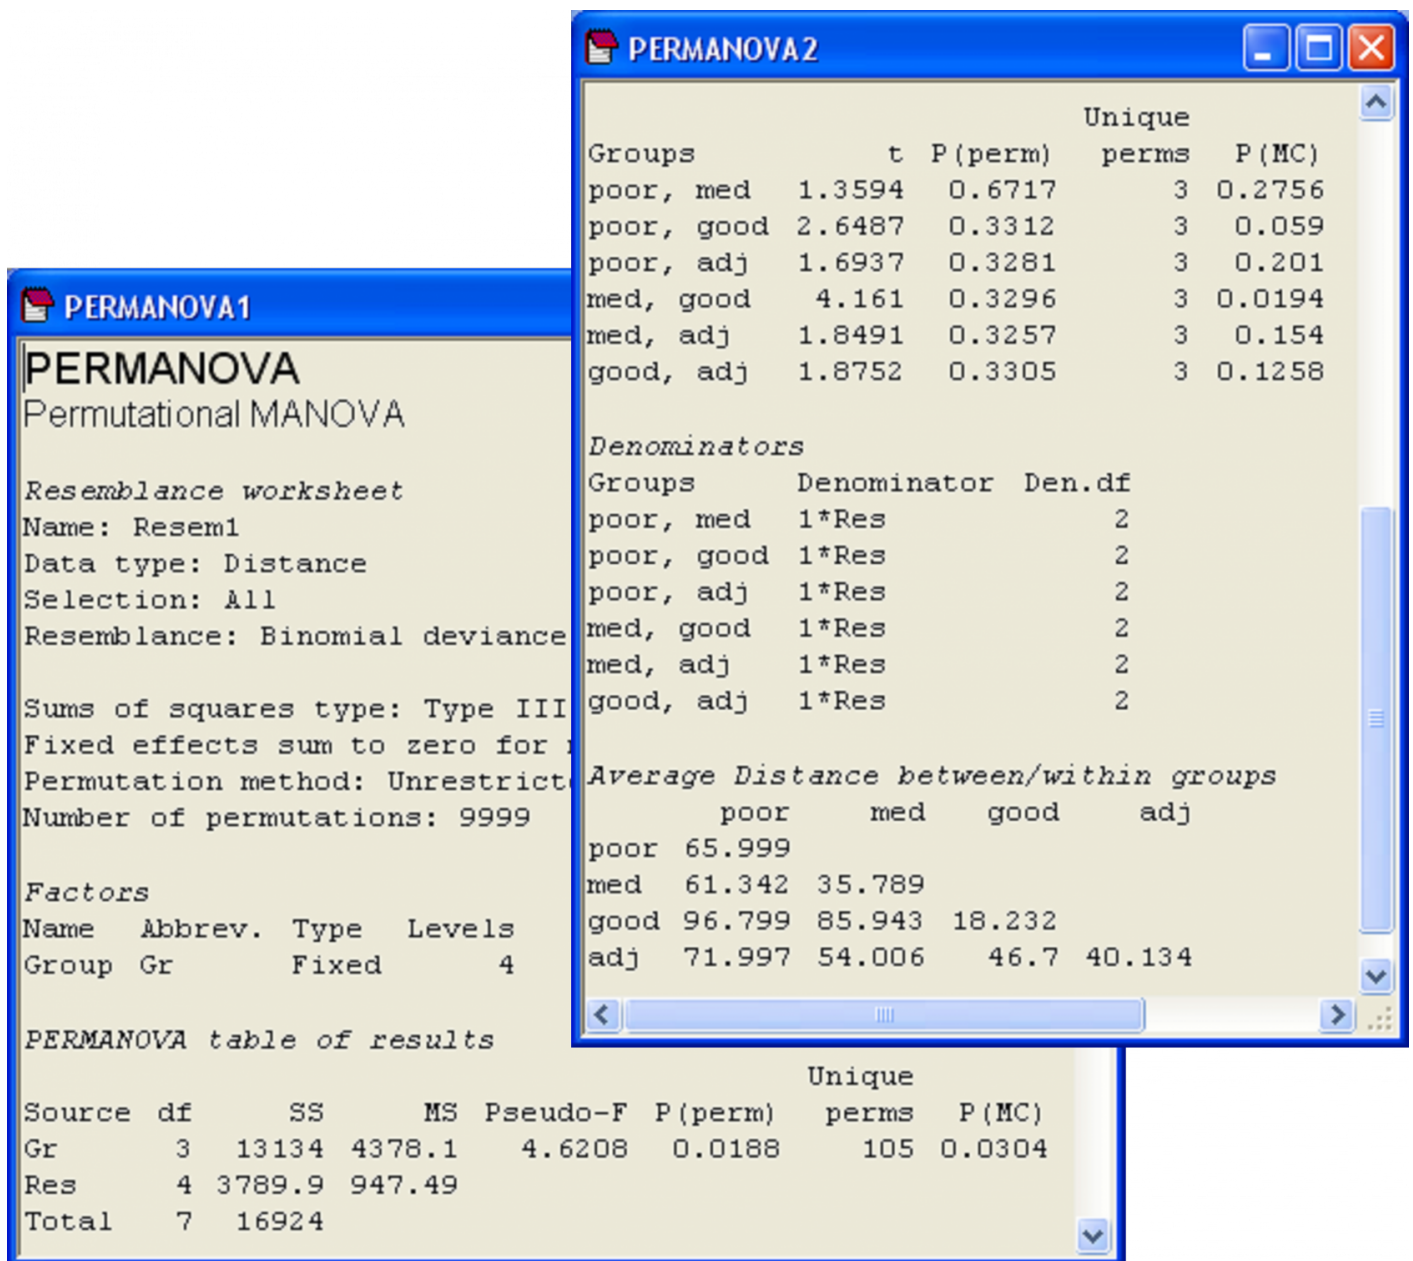 PERMANOVA2
Unique
Groups t P(perm) perms P(MC)
poor, med 1.3594 0.6717 3 0.2756
poor, good 2.6487 0.3312 3 0.059
poor, adj 1.6937 0.3281 3 0.201
med, good 4.161 0.3296 3 0.0194
med, adj 1.8491 0.3257 3 0.154
good, adj 1.8752 0.3305 3 0.1258
Denominators
Groups Denominator Den.df
poor, med 1*Res 2
poor, good 1*Res 2
poor, adj 1*Res 2
med, good 1*Res 2
med, adj 1*Res 2
good, adj 1*Res 2
Average Distance between/within groups
poor med good adj
poor 65.999
med 61.342 35.789
good 96.799 85.943 18.232
adj 71.997 54.006 46.7 40.134
PERMANOVA1
PERMANOVA
Permutational MANOVA
Resemblance worksheet
Name: Resem1
Data type: Distance
Selection: All
Resemblance: Binomial deviance
Sums of squares type: Type III
Fixed effects sum to zero for
Permutation method:
Number of permutations: 9999
Factors
Name Abbrev. Type Levels
Group Gr Fixed 4
PERMANOVA table of results
Unique
Source df SS MS Pseudo-F P(perm) perms P(MC)
Gr 3 13134 4378.1 4.6208 0.0188 105 0.0304
Res 4 3789.9 947.49
Total 7 16924